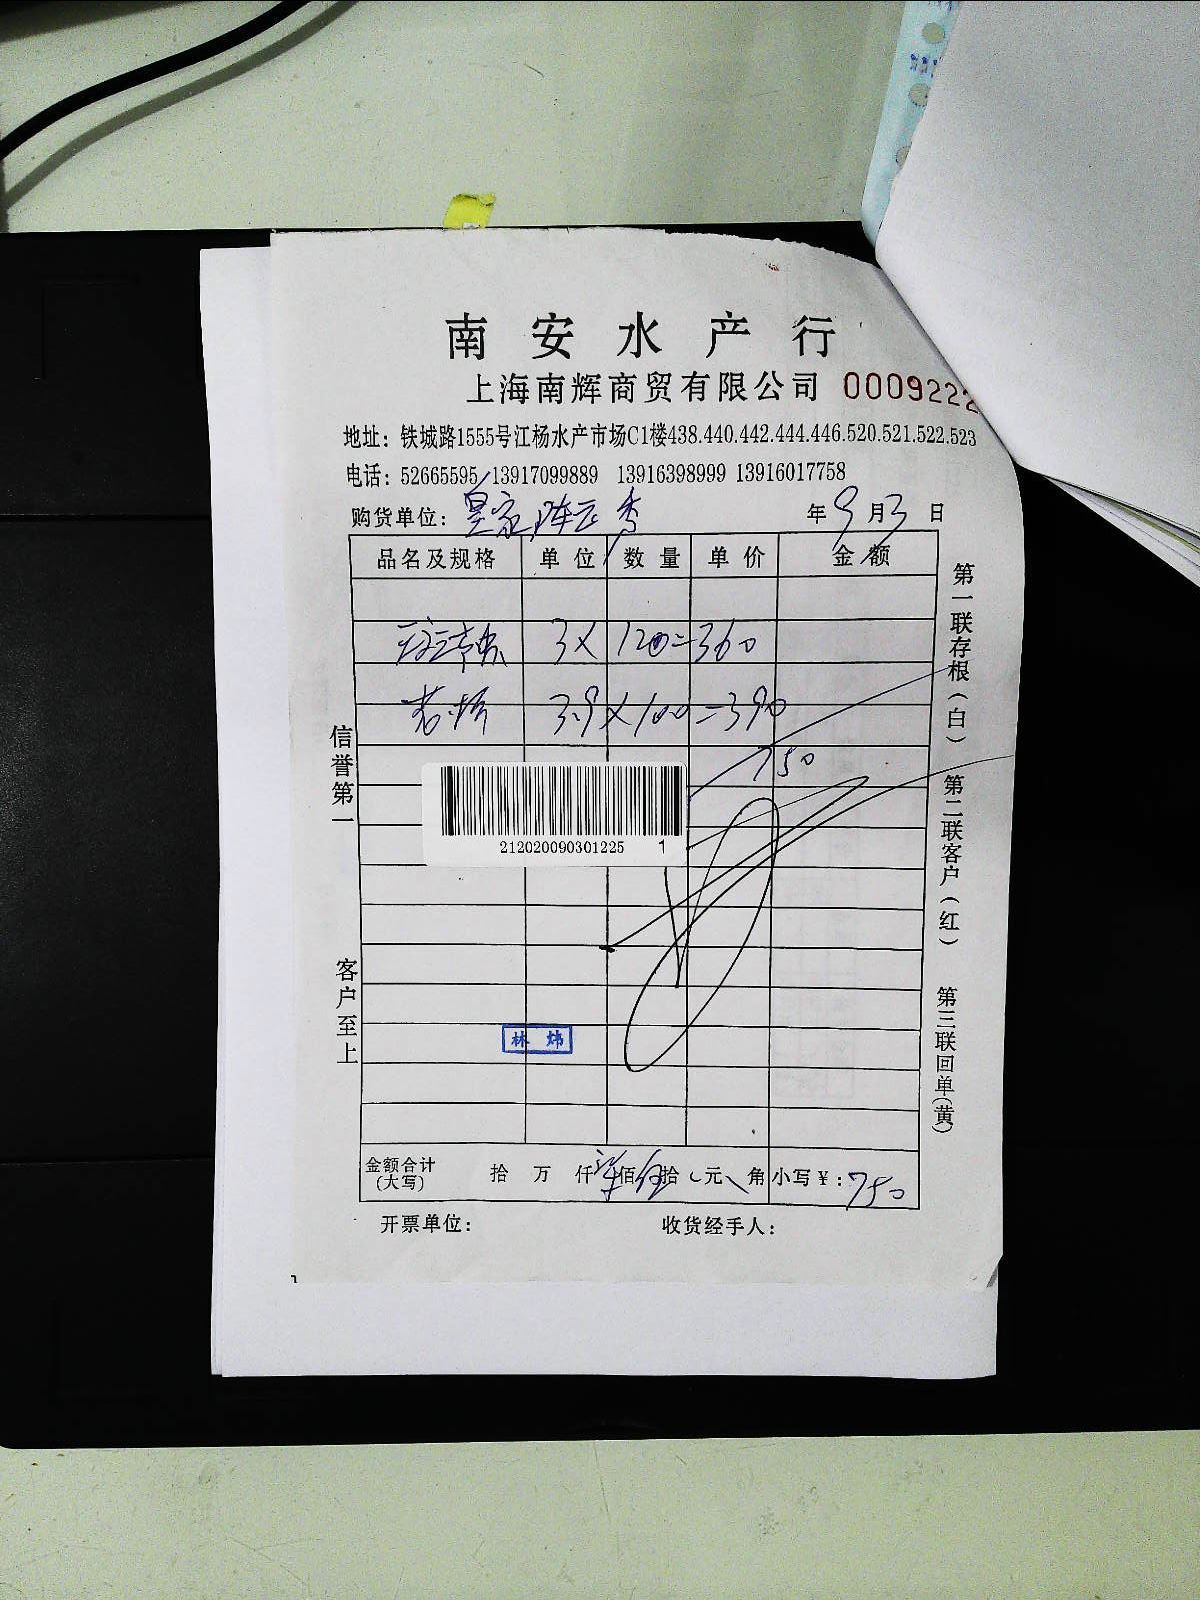 南安水产行
上海南辉商贸有限公司 0009222
地址：铁城路1555号江杨水产市场C1楼438.440.442.444.446.520.521.522.523
电话：52665595 13917099889 13916398999 13916017758
购货单位：皇家 年9月3日
品名及规格 单位 数量 单价 金额
3X 120=360
3.9X100=390
750
212020090301225 1
林炜
金额合计(大写) 拾 万 仟 柒佰伍拾 元 角 小写¥：750
开票单位： 收货经手人：
信誉第一 客户至上
第一联存根(白) 第二联客户(红) 第三联回单(黄)